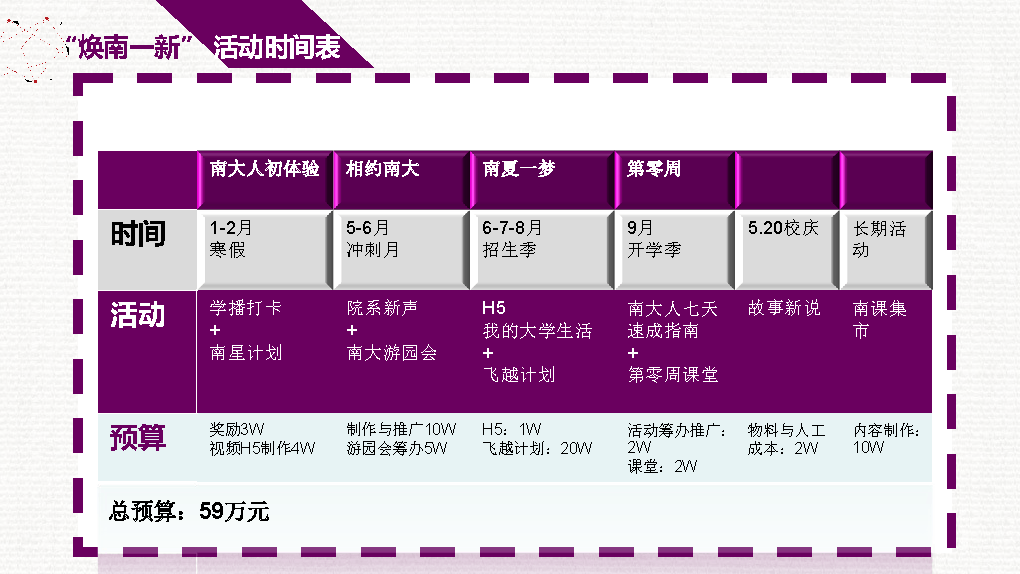 “焕南一新” 活动时间表
南大人初体验
相约南大
南夏一梦
第零周
时间
1-2月
寒假
5-6月
冲刺月
6-7-8月
招生季
9月
开学季
5.20校庆
长期活
动
活动
学播打卡
+
南星计划
院系新声
+
南大游园会
H5
我的大学生活
+
飞越计划
南大人七天
速成指南
+
第零周课堂
故事新说
南课集
市
预算
奖励3W
视频H5制作4W
制作与推广10W
游园会筹办5W
H5：1W
飞越计划：20W
活动筹办推广：
2W
课堂：2W
物料与人工
成本：2W
内容制作：
10W
总预算：59万元